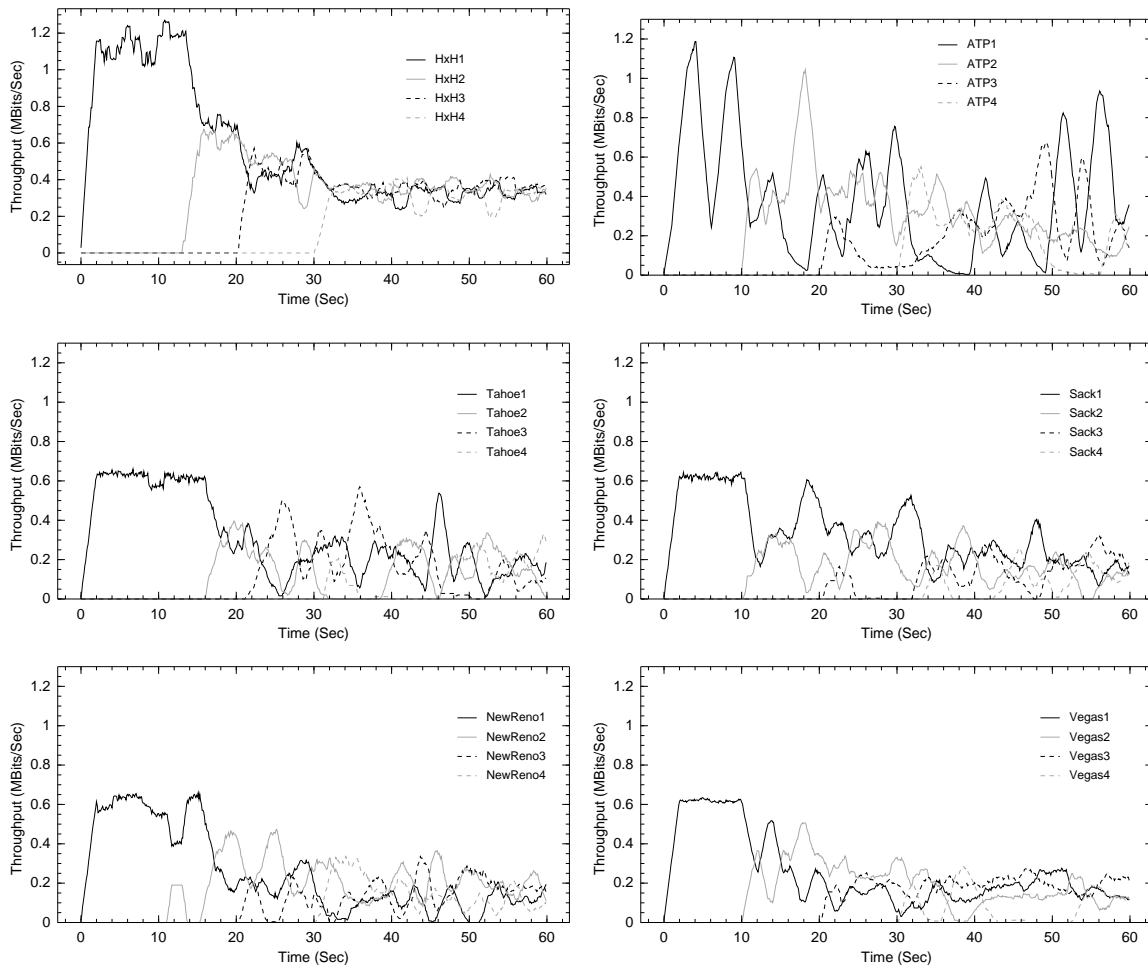 Throughput (MBits/Sec)
1.2
1
0.8
0.6
0.4
0.2
0
HxH1
HxH2
HxH3
HxH4
0 10 20 30 40 50 60
Time (Sec)
Throughput (MBits/Sec)
1.2
1
0.8
0.6
0.4
0.2
0
ATP1
ATP2
ATP3
ATP4
0 10 20 30 40 50 60
Time (Sec)
Throughput (MBits/Sec)
1.2
1
0.8
0.6
0.4
0.2
0
Tahoe1
Tahoe2
Tahoe3
Tahoe4
0 10 20 30 40 50 60
Time (Sec)
Throughput (MBits/Sec)
1.2
1
0.8
0.6
0.4
0.2
0
Sack1
Sack2
Sack3
Sack4
0 10 20 30 40 50 60
Time (Sec)
Throughput (MBits/Sec)
1.2
1
0.8
0.6
0.4
0.2
0
NewReno1
NewReno2
NewReno3
NewReno4
0 10 20 30 40 50 60
Time (Sec)
Throughput (MBits/Sec)
1.2
1
0.8
0.6
0.4
0.2
0
Vegas1
Vegas2
Vegas3
Vegas4
0 10 20 30 40 50 60
Time (Sec)